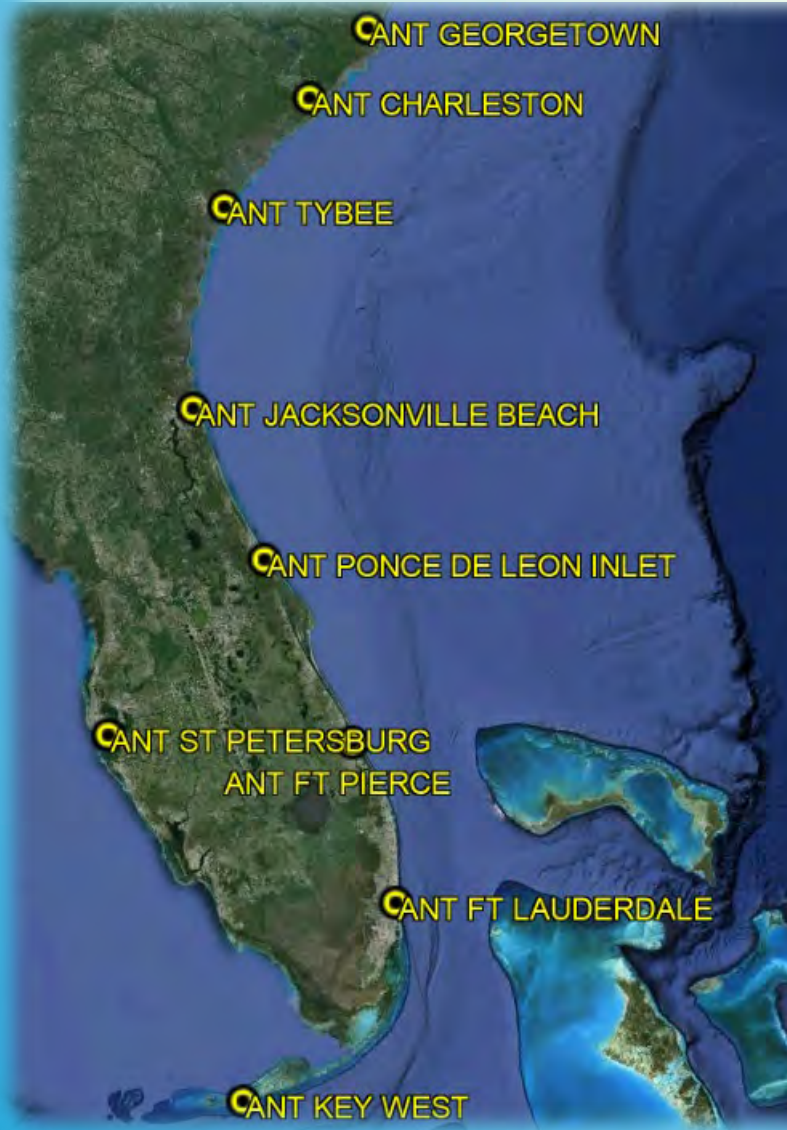 ANT GEORGETOWN
ANT CHARLESTON
ANT TYBEE
ANT JACKSONVILLE BEACH
ANT PONCE DE LEON INLET
ANT ST PETERSBURG
ANT FT PIERCE
ANT FT LAUDERDALE
ANT KEY WEST